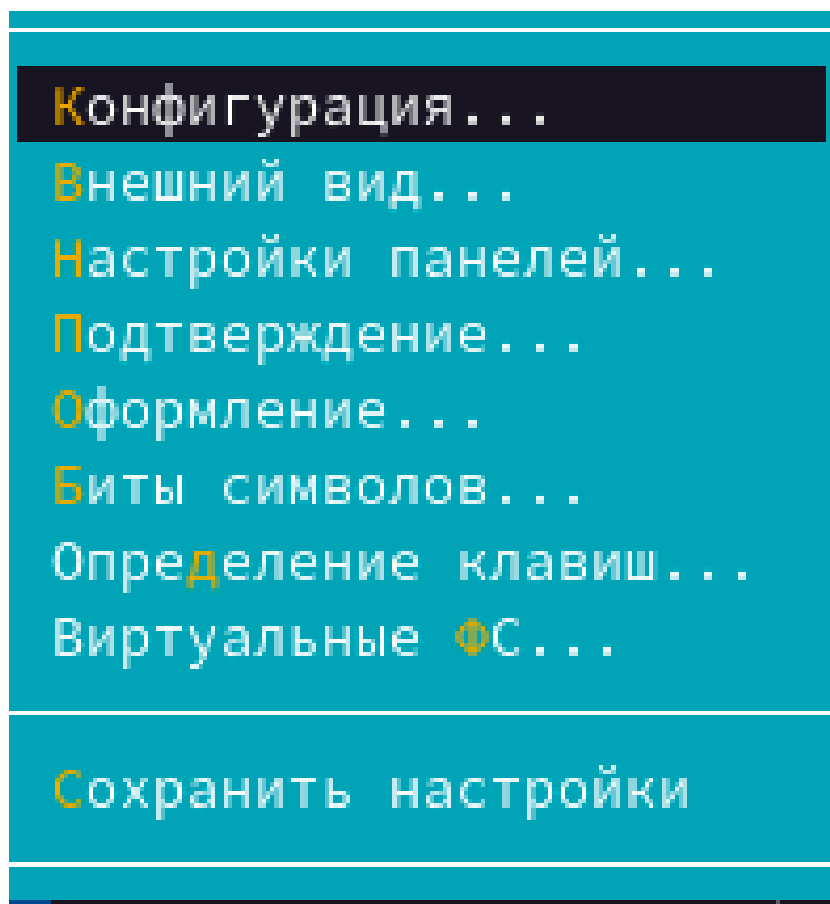 Конфигурация...
Внешний вид...
Настройки панелей...
Подтверждение...
Оформление...
Биты символов...
Определение клавиш...
Виртуальные ФС...
Сохранить настройки